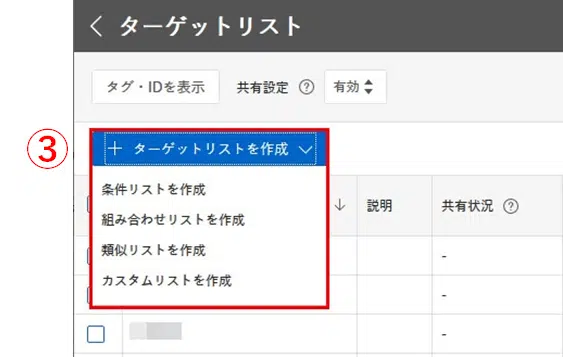 ターゲットリスト
タグ・IDを表示 共有設定 ? 有効
③
+ ターゲットリストを作成
条件リストを作成
組み合わせリストを作成
類似リストを作成
カスタムリストを作成
↓ 説明 共有状況 ?
-
-
-